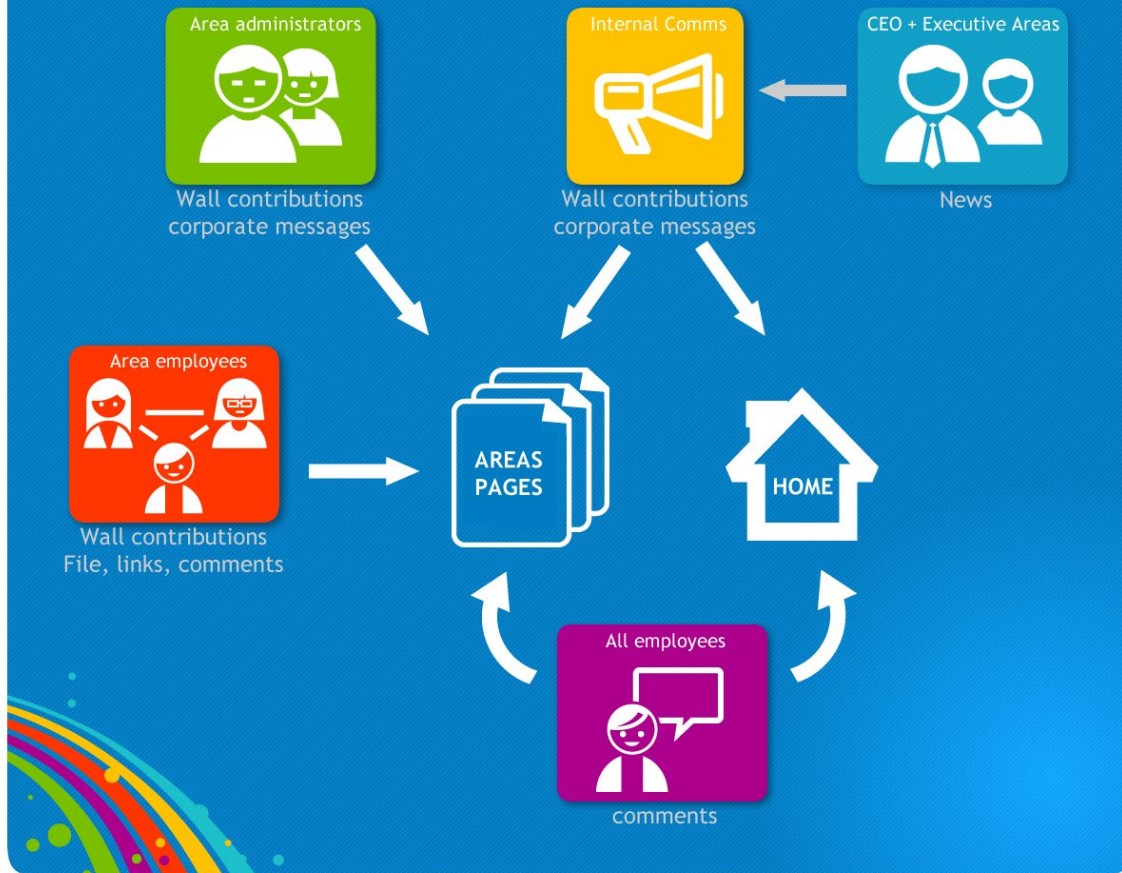 Area administrators
Wall contributions
corporate messages
Internal Comms
Wall contributions
corporate messages
CEO + Executive Areas
News
Area employees
Wall contributions
File, links, comments
AREAS
PAGES
HOME
All employees
comments